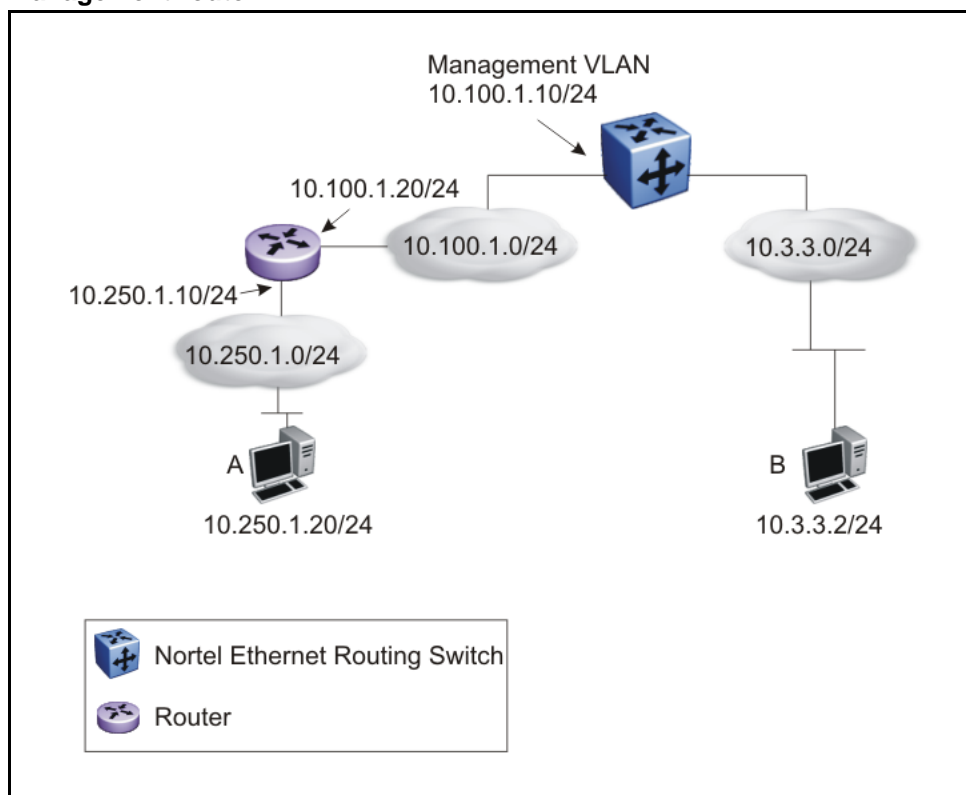 Management VLAN
10.100.1.10/24
10.100.1.20/24
10.100.1.0/24
10.3.3.0/24
10.250.1.10/24
10.250.1.0/24
A
B
10.250.1.20/24
10.3.3.2/24
Nortel Ethernet Routing Switch
Router